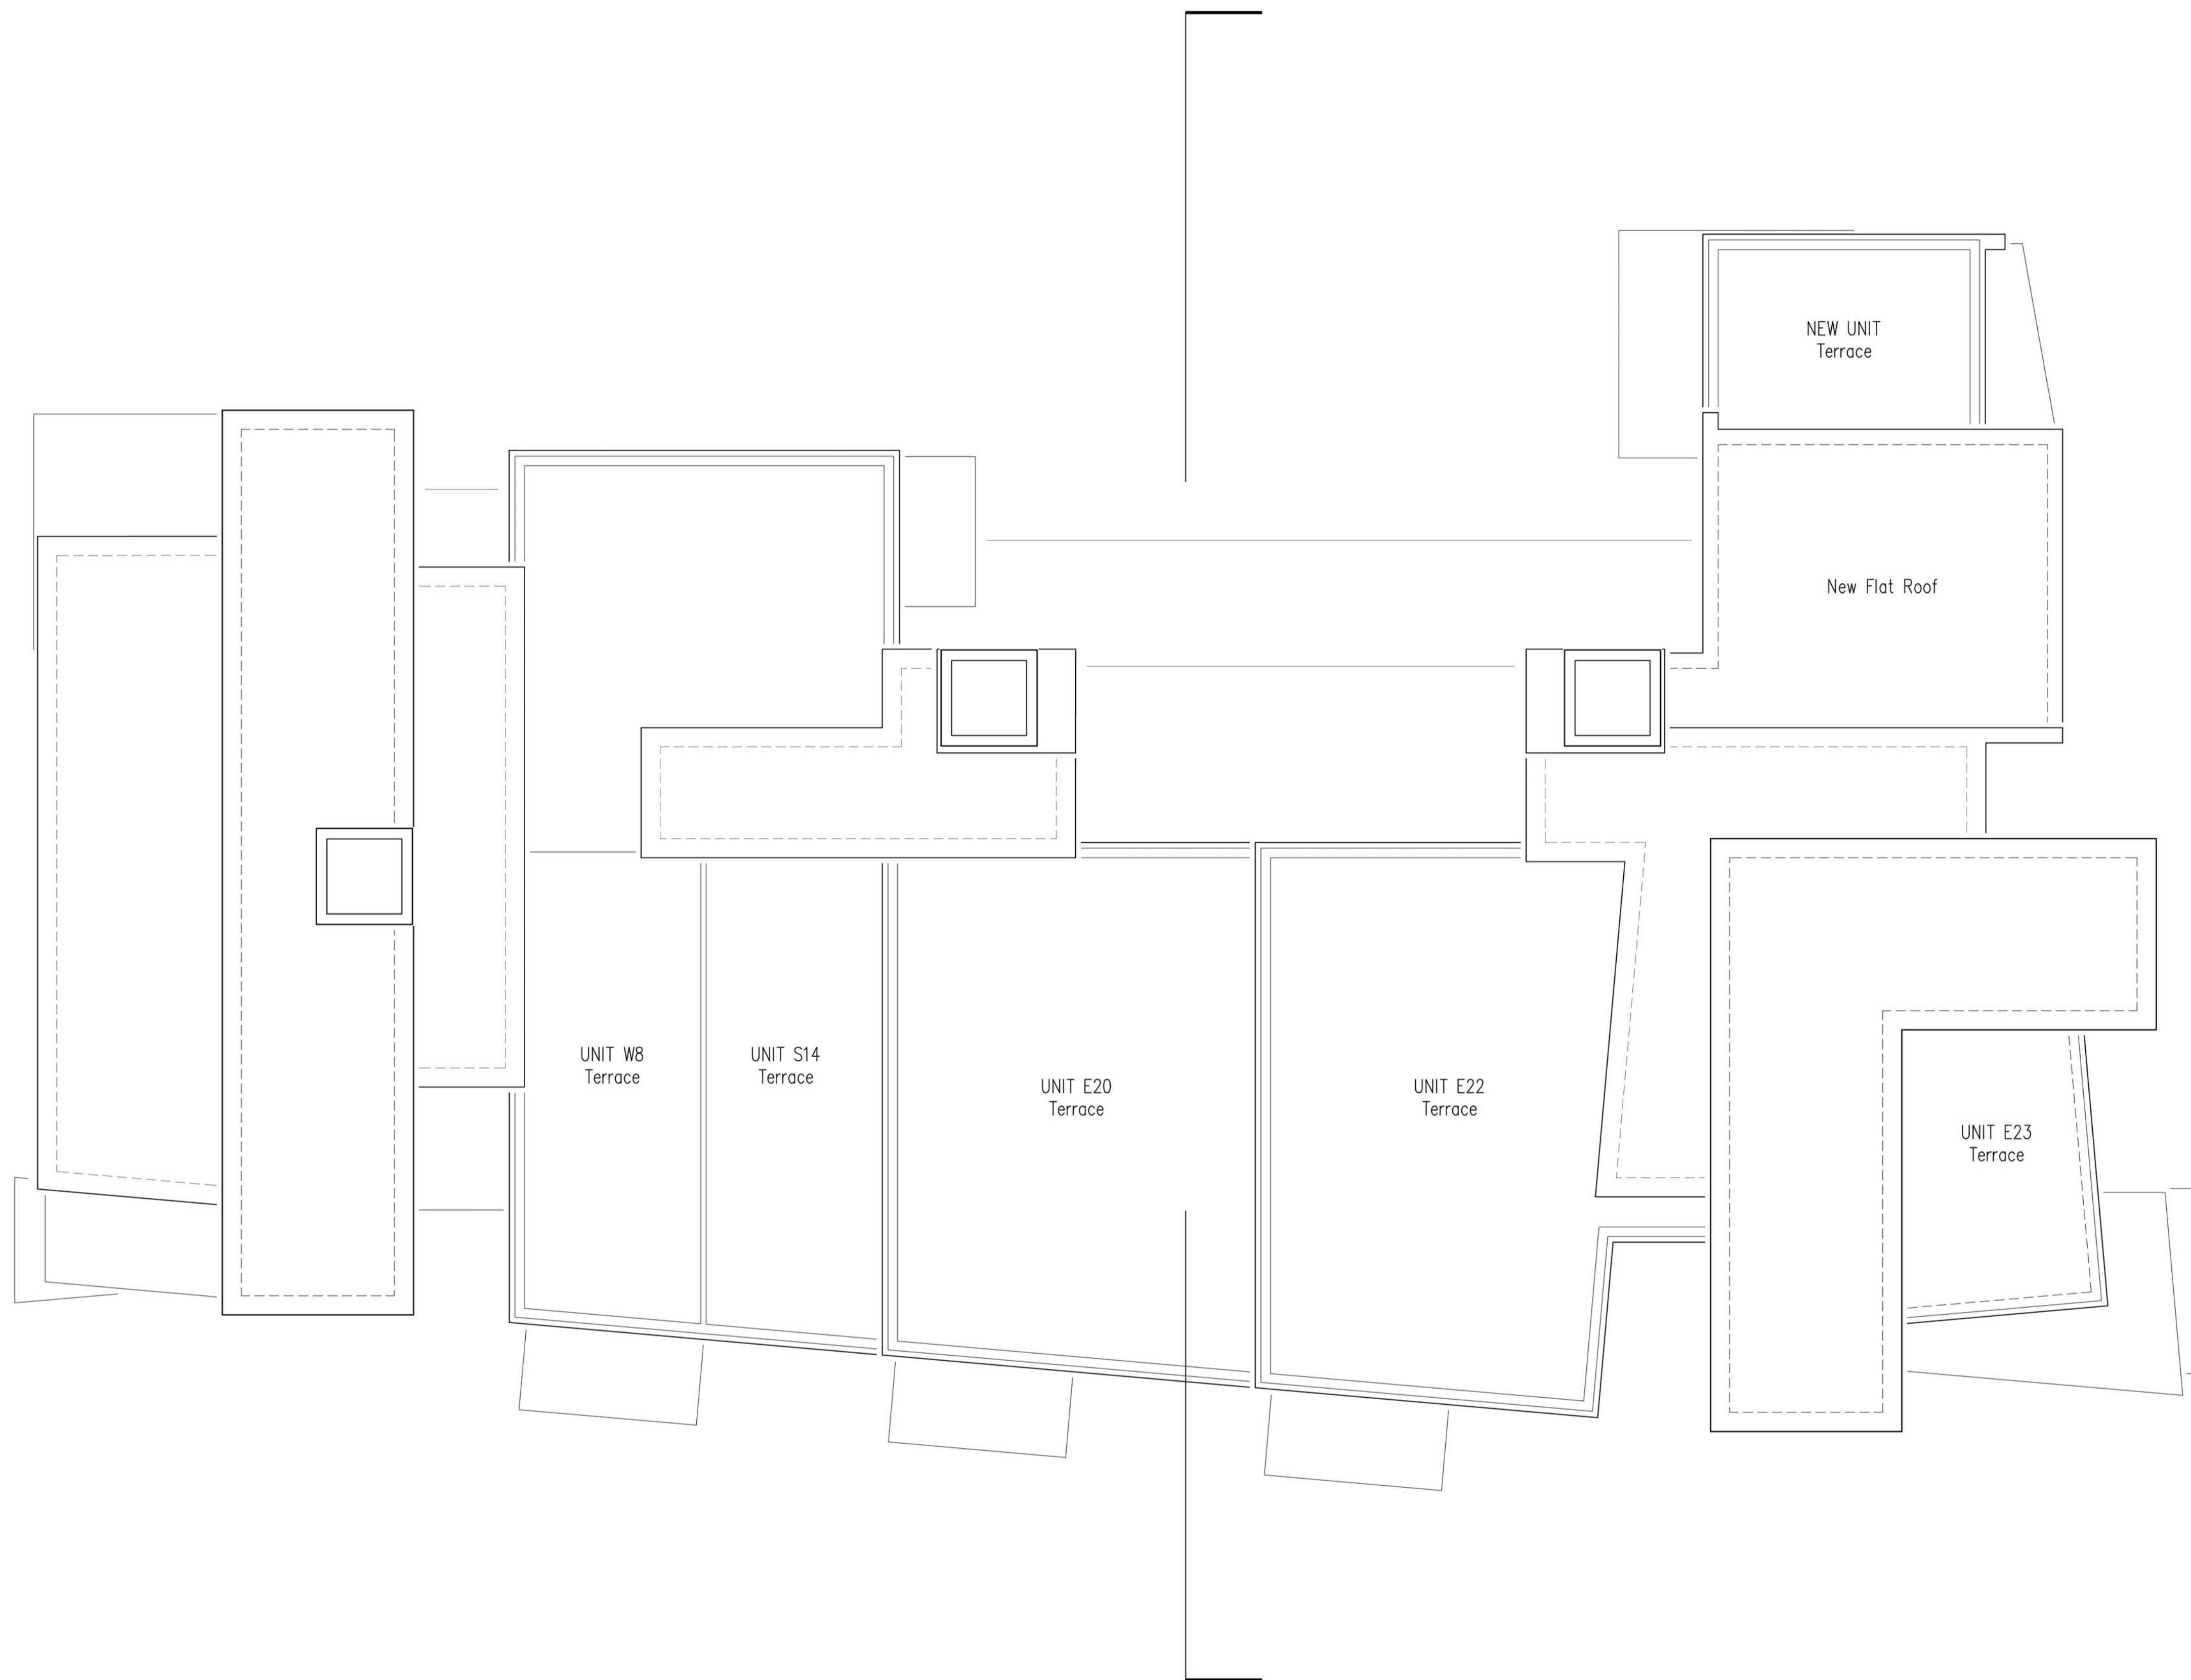 NEW UNIT
Terrace
New Flat Roof
UNIT W8
Terrace
UNIT S14
Terrace
UNIT E20
Terrace
UNIT E22
Terrace
UNIT E23
Terrace